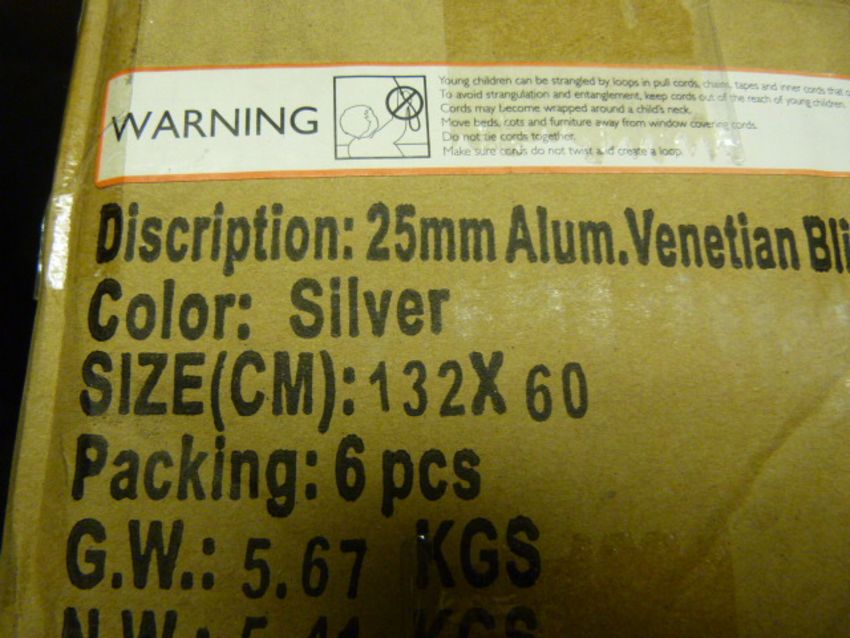 WARNING
Young children can be strangled by loops in pull cords, chains, tapes and inner cords that
To avoid strangulation and entanglement, keep cords out of the reach of young children.
Cords may become wrapped around a child's neck.
Move beds, cots and furniture away from window covering cords.
Do not tie cords together.
Make sure cords do not twist and create a loop.
Discription: 25mm Alum.Venetian Bli
Color: Silver
SIZE(CM): 132X 60
Packing: 6 pcs
G.W.: 5.67 KGS
N.W.: 5.41 KGS